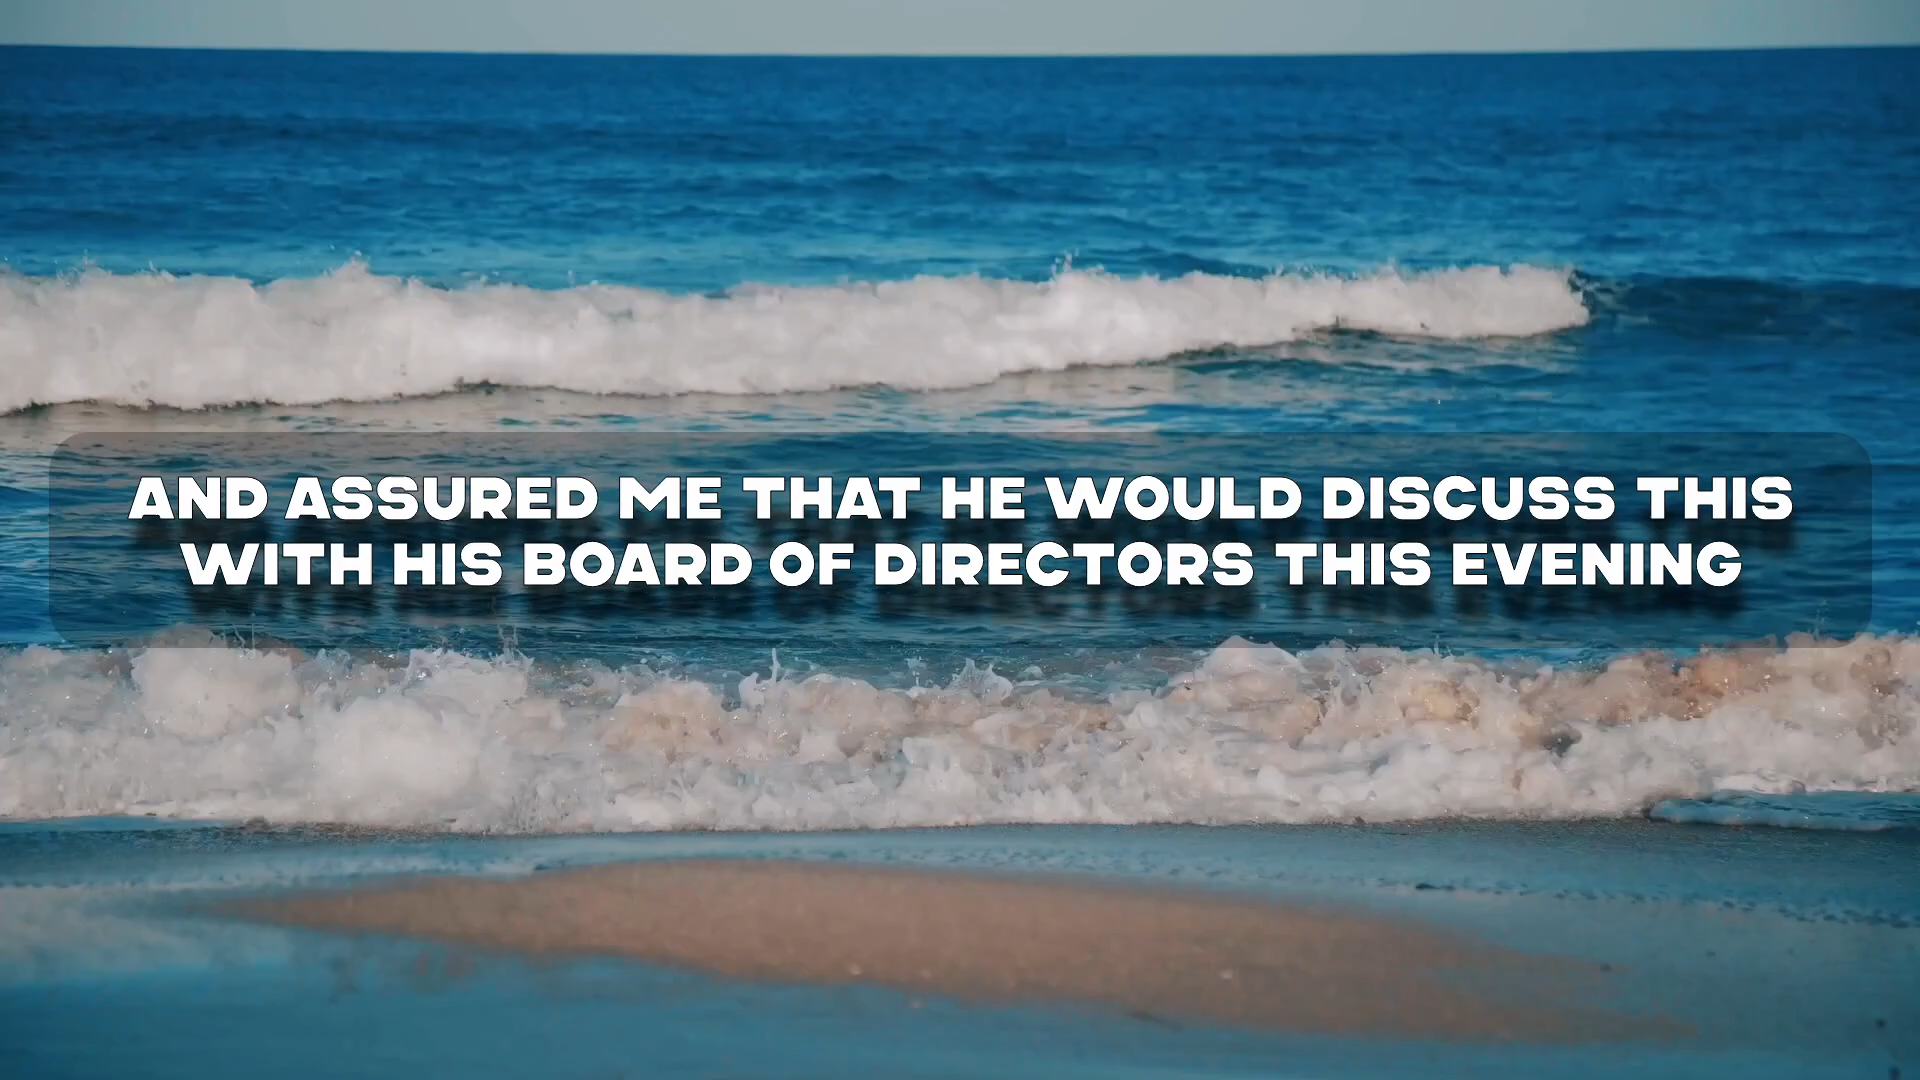 AND ASSURED ME THAT HE WOULD DISCUSS THIS
WITH HIS BOARD OF DIRECTORS THIS EVENING